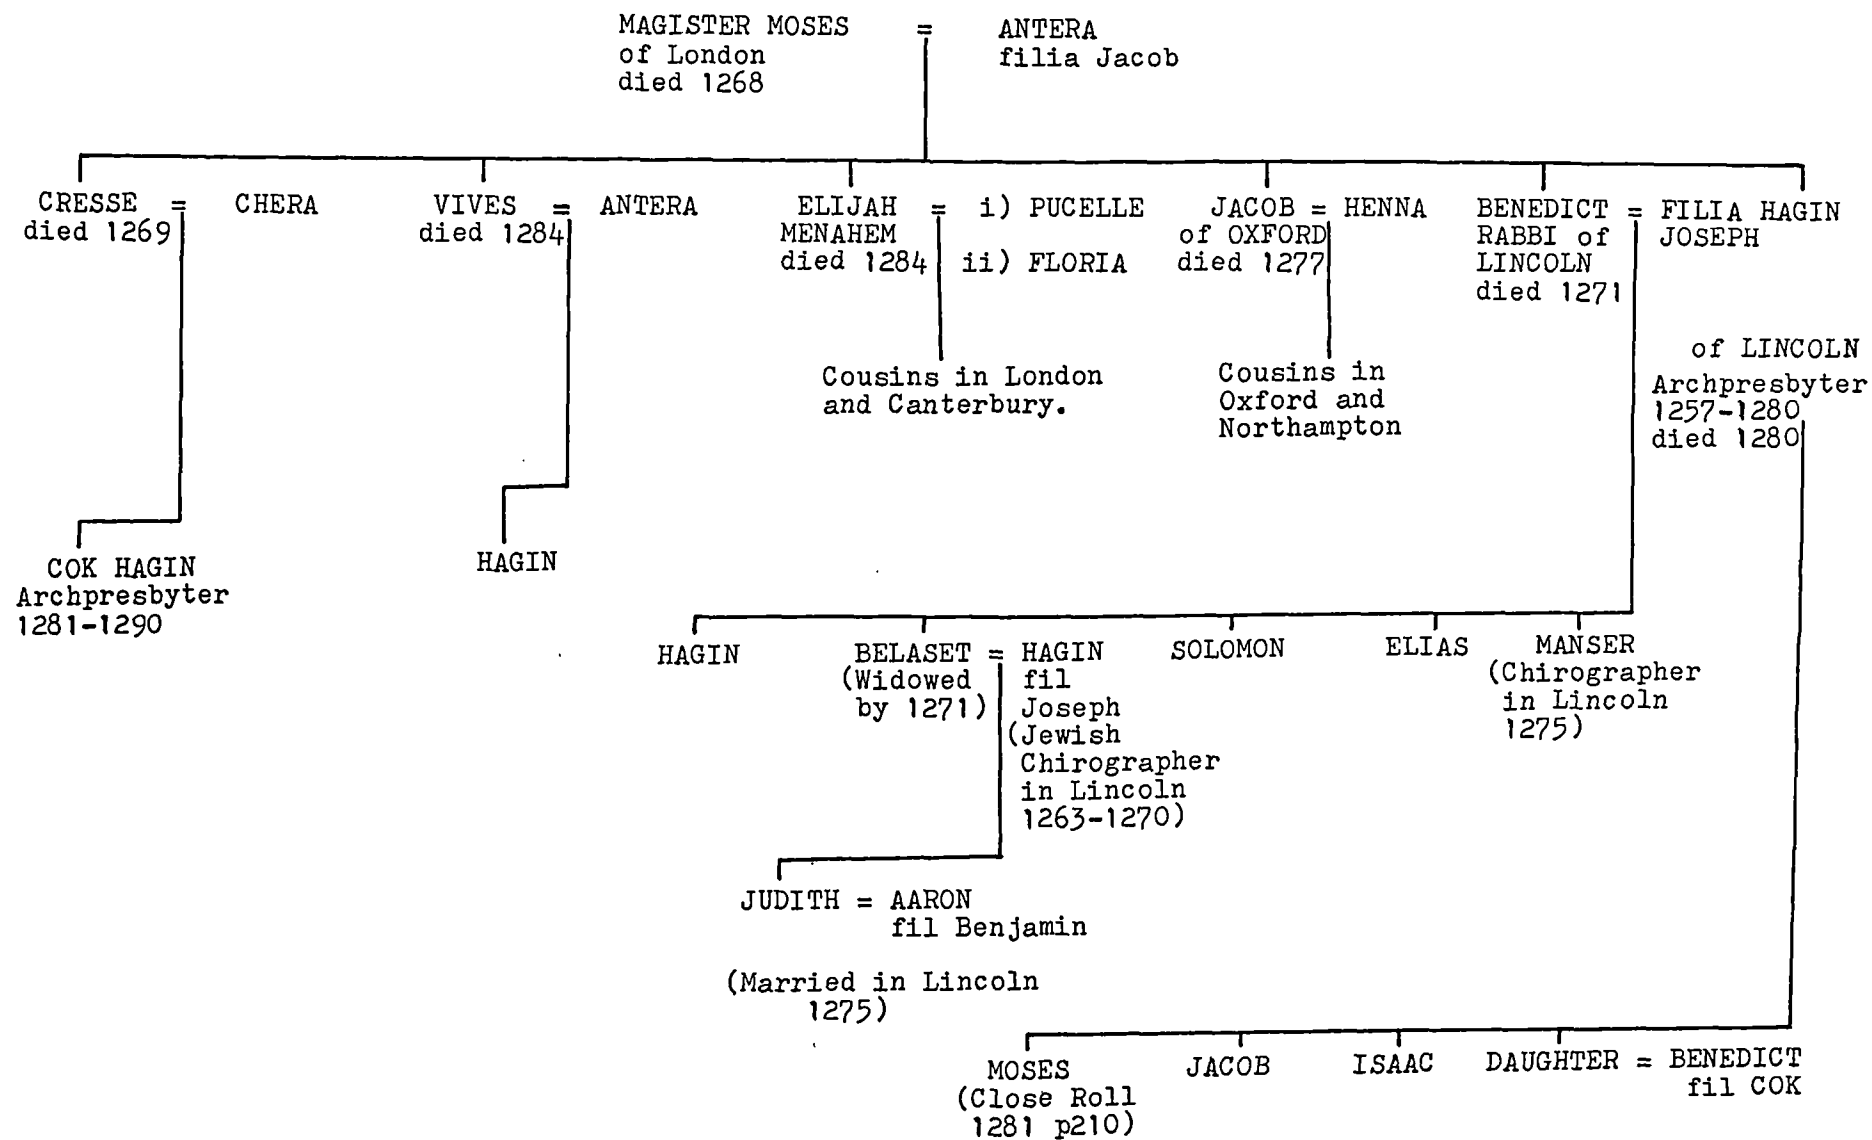 MAGISTER MOSES = ANTERA
of London filia Jacob
died 1268
CRESSE = CHERA
died 1269
VIVES = ANTERA
died 1284
ELIJAH = i) PUCELLE
MENAHEM
died 1284 ii) FLORIA
JACOB = HENNA
of OXFORD
died 1277
BENEDICT = FILIA HAGIN
RABBI of JOSEPH
LINCOLN
died 1271
of LINCOLN
Archpresbyter
1257-1280
died 1280
Cousins in London
and Canterbury.
Cousins in
Oxford and
Northampton
COK HAGIN
Archpresbyter
1281-1290
HAGIN
HAGIN
BELASET = HAGIN
(Widowed fil
by 1271) Joseph
(Jewish
Chirographer
in Lincoln
1263-1270)
SOLOMON
ELIAS
MANSER
(Chirographer
in Lincoln
1275)
JUDITH = AARON
fil Benjamin
(Married in Lincoln
1275)
MOSES
(Close Roll
1281 p210)
JACOB
ISAAC
DAUGHTER = BENEDICT
fil COK